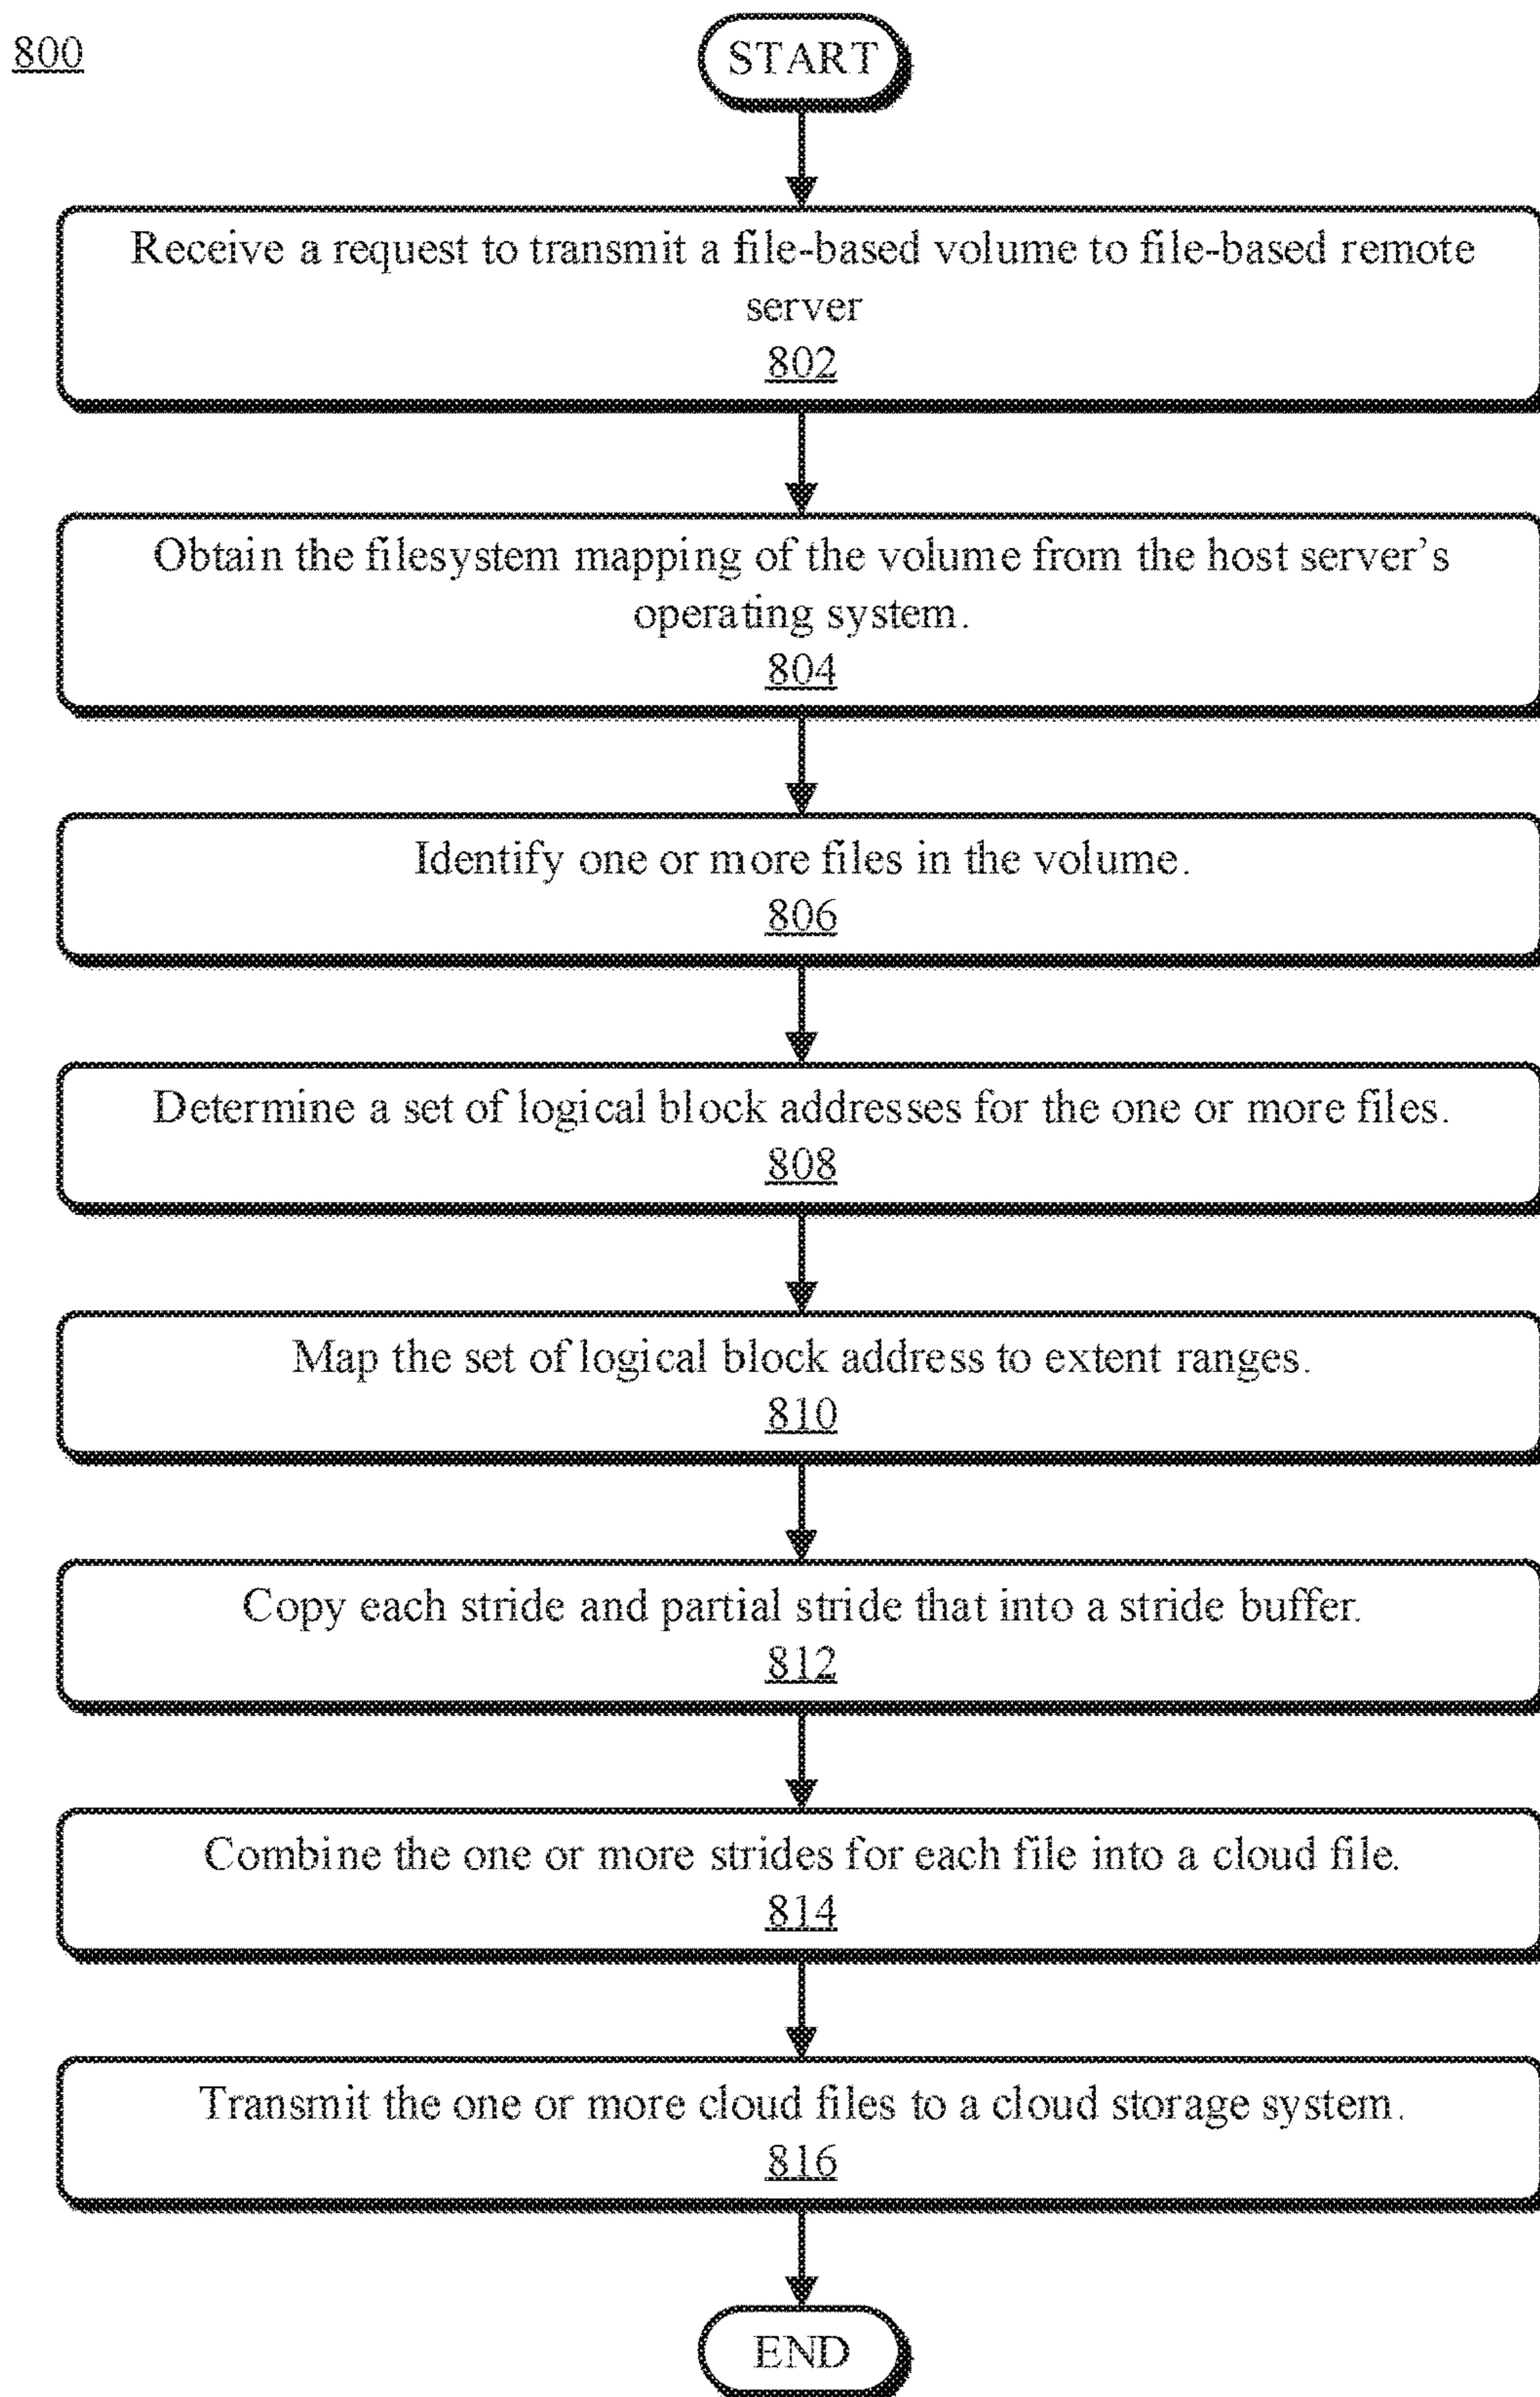 800
START
Receive a request to transmit a file-based volume to file-based remote
server
802
Obtain the filesystem mapping of the volume from the host server’s
operating system.
804
Identify one or more files in the volume.
806
Determine a set of logical block addresses for the one or more files.
808
Map the set of logical block address to extent ranges.
810
Copy each stride and partial stride that into a stride buffer.
812
Combine the one or more strides for each file into a cloud file.
814
Transmit the one or more cloud files to a cloud storage system.
816
END